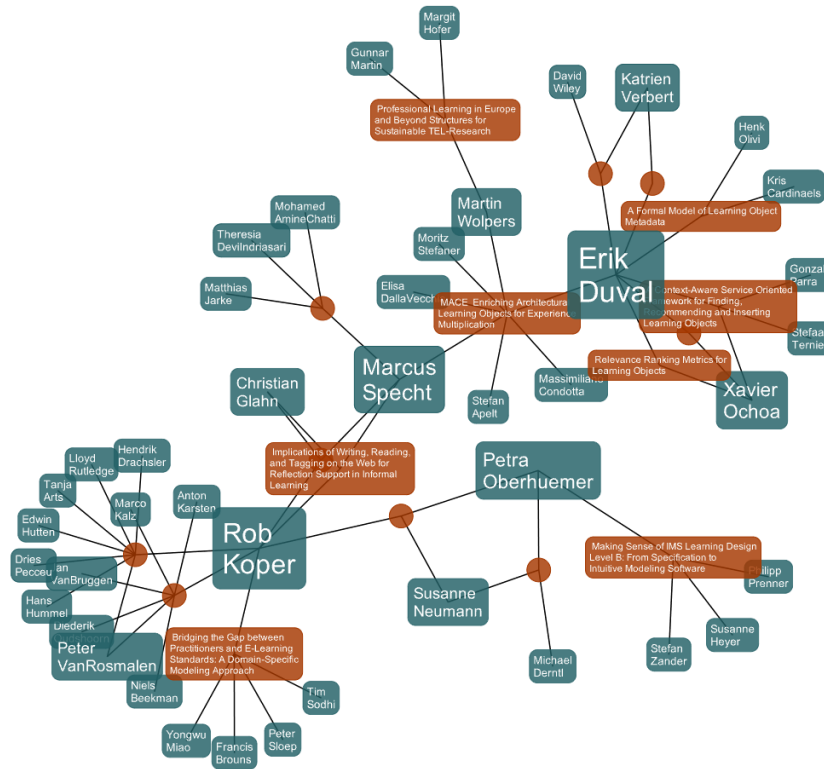 Margit
Hofer
Gunnar
Martin
David
Wiley
Katrien
Verbert
Professional Learning in Europe
and Beyond Structures for
Sustainable TEL-Research
Henk
Olivi
Kris
Cardinaels
Mohamed
AmineChatti
Martin
Wolpers
A Formal Model of Learning Object
Metadata
Theresia
DeviIndriasari
Moritz
Stefaner
Erik
Duval
Matthias
Jarke
Elisa
MACE Enriching Architectural
Learning Objects for Experience
Multiplication
Context-Aware Service Oriented
Framework for Finding,
Recommending and Inserting
Learning Objects
Parra
Marcus
Specht
Relevance Ranking Metrics for
Learning Objects
Christian
Glahn
Stefan
Apelt
Massimiliano
Condotta
Xavier
Ochoa
Implications of Writing, Reading,
and Tagging on the Web for
Reflection Support in Informal
Learning
Petra
Oberhuemer
Hendrik
Drachsler
Lloyd
Rutledge
Tanja
Arts
Marco
Kalz
Anton
Karsten
Edwin
Hutten
Rob
Koper
Dries
VanBruggen
Hans
Hummel
Diederik
Peter
VanRosmalen
Niels
Beekman
Bridging the Gap between
Practitioners and E-Learning
Standards: A Domain-Specific
Modeling Approach
Susanne
Neumann
Making Sense of IMS Learning Design
Level B: From Specification to
Intuitive Modeling Software
Philipp
Prenner
Michael
Derntl
Stefan
Zander
Susanne
Heyer
Tim
Sodhi
Yongwu
Miao
Francis
Brouns
Peter
Sloep